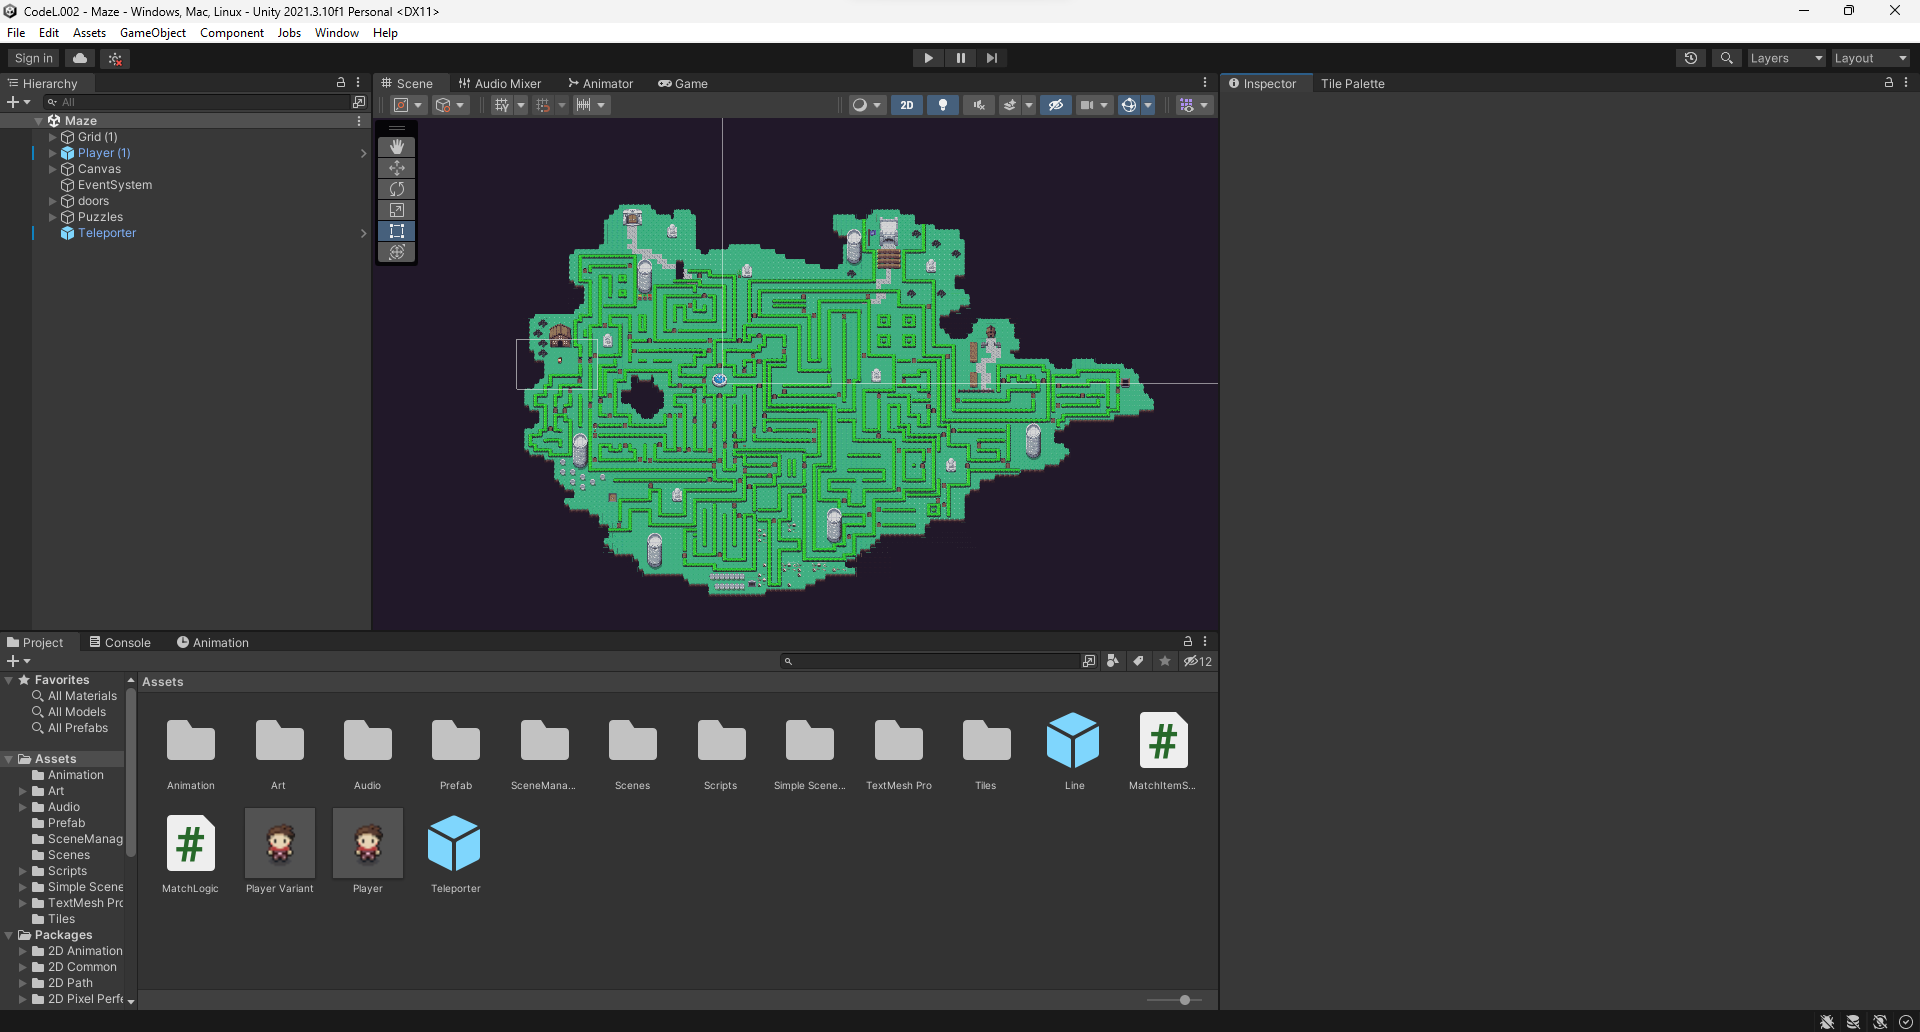 CodeL.002 - Maze - Windows, Mac, Linux - Unity 2021.3.10f1 Personal <DX11>
File Edit Assets GameObject Component Jobs Window Help
Sign in
Layers
Layout
Hierarchy
Scene
Audio Mixer
Animator
Game
Inspector
Tile Palette
All
2D
Maze
Grid (1)
Player (1)
Canvas
EventSystem
doors
Puzzles
Teleporter
Project
Console
Animation
12
Favorites
All Materials
All Models
All Prefabs
Assets
Animation
Art
Audio
Prefab
SceneManag
Scenes
Scripts
Simple Scene
TextMesh Pro
Tiles
Packages
2D Animation
2D Common
2D Path
2D Pixel Perfe
Assets
Animation
Art
Audio
Prefab
SceneMana...
Scenes
Scripts
Simple Scene...
TextMesh Pro
Tiles
Line
MatchItemS...
MatchLogic
Player Variant
Player
Teleporter